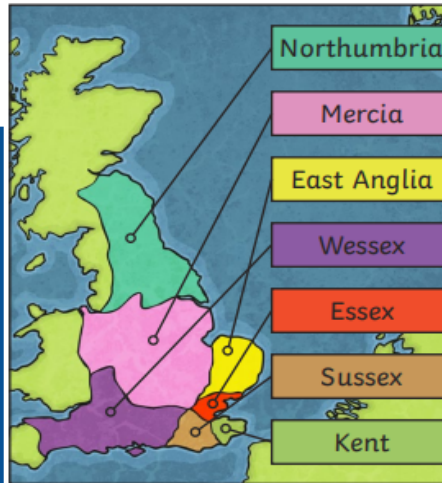 Northumbria
Mercia
East Anglia
Wessex
Essex
Sussex
Kent